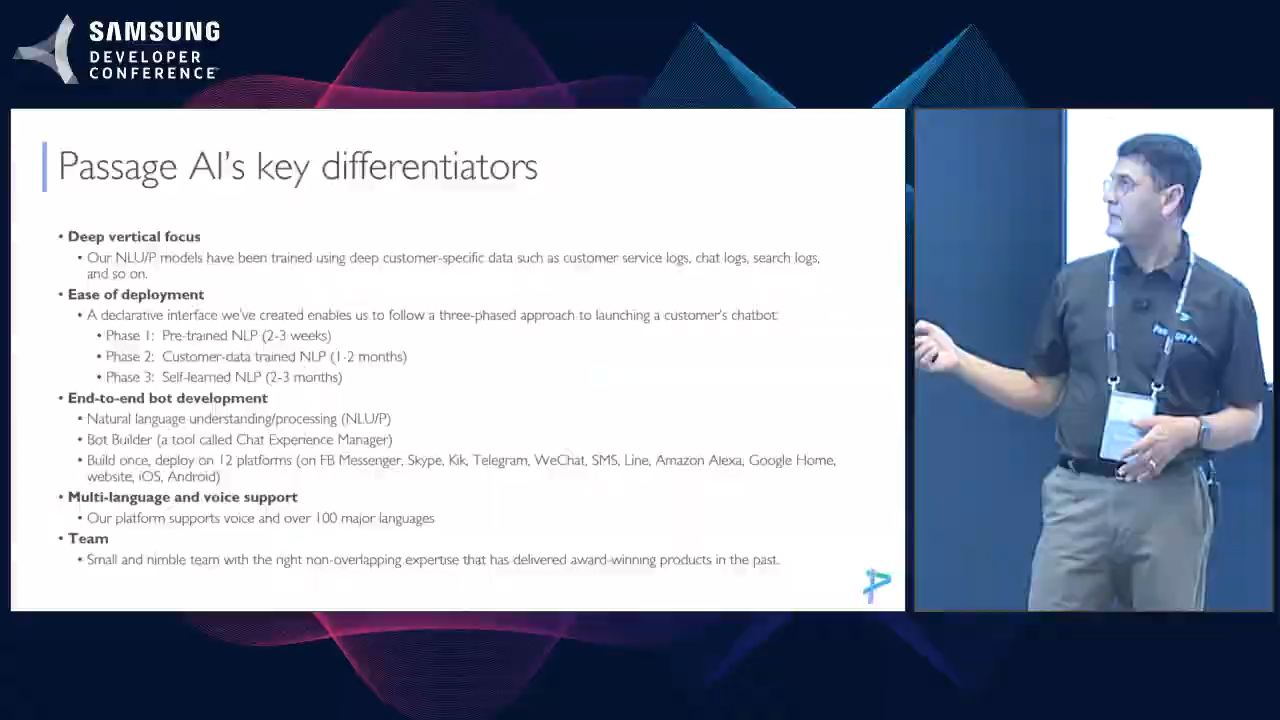 SAMSUNG
DEVELOPER
CONFERENCE
Passage AI's key differentiators
• Deep vertical focus
• Our NLU/P models have been trained using deep customer-specific data such as customer service logs, chat logs, search logs,
and so on.
• Ease of deployment
• A declarative interface we've created enables us to follow a three-phased approach to launching a customer's chatbot:
• Phase 1: Pre-trained NLP (2-3 weeks)
• Phase 2: Customer-data trained NLP (1-2 months)
• Phase 3: Self-learned NLP (2-3 months)
• End-to-end bot development
• Natural language understanding/processing (NLU/P)
• Bot Builder (a tool called Chat Experience Manager)
• Build once, deploy on 12 platforms (on FB Messenger, Skype, Kik, Telegram, WeChat, SMS, Line, Amazon Alexa, Google Home,
website, iOS, Android)
• Multi-language and voice support
• Our platform supports voice and over 100 major languages
• Team
• Small and nimble team with the right non-overlapping expertise that has delivered award-winning products in the past.